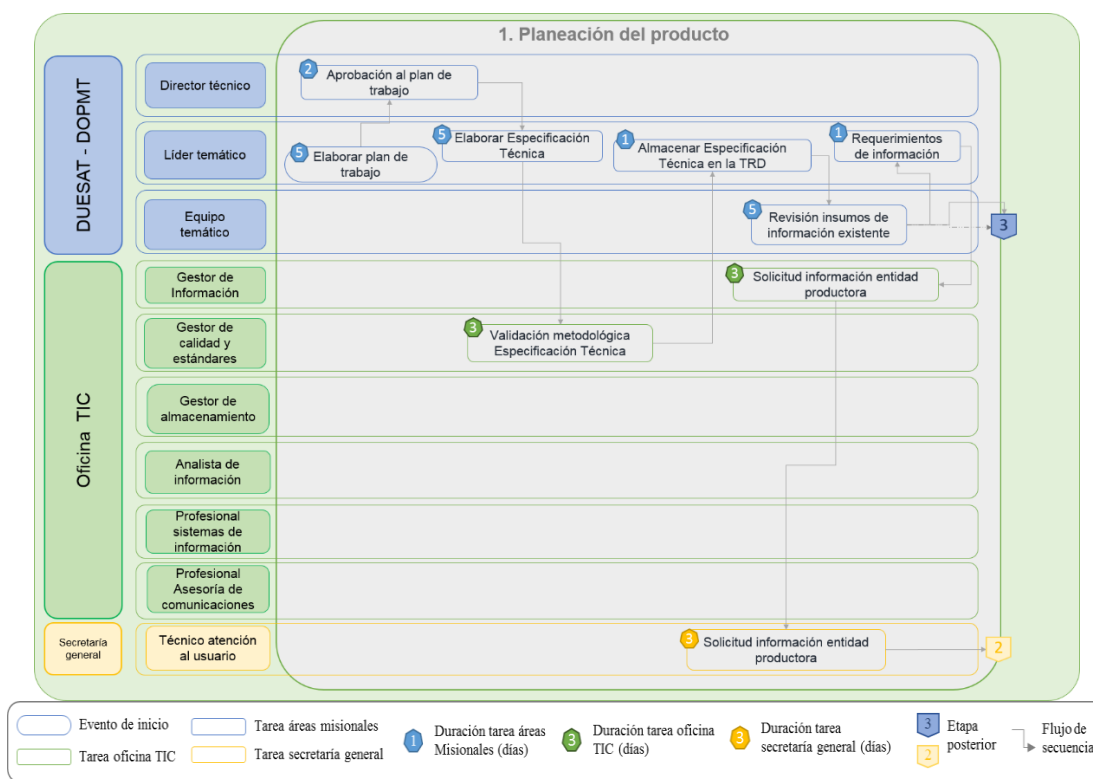 1. Planeación del producto
DUESAT - DOPMT
Director técnico
2
Aprobación al plan de
trabajo
Líder temático
5
Elaborar plan de
trabajo
5
Elaborar Especificación
Técnica
1
Almacenar Especificación
Técnica en la TRD
1
Requerimientos
de información
Equipo
temático
5
Revisión insumos de
información existente
3
Oficina TIC
Gestor de
Información
3
Solicitud información entidad
productora
Gestor de
calidad y
estándares
3
Validación metodológica
Especificación Técnica
Gestor de
almacenamiento
Analista de
información
Profesional
sistemas de
información
Profesional
Asesoría de
comunicaciones
Secretaría
general
Técnico atención
al usuario
3
Solicitud información entidad
productora
2
Evento de inicio
Tarea áreas misionales
1
Duración tarea áreas
Misionales (días)
3
Duración tarea oficina
TIC (días)
3
Duración tarea
secretaría general (días)
3
2
Etapa
posterior
Flujo de
secuencia
Tarea oficina TIC
Tarea secretaría general